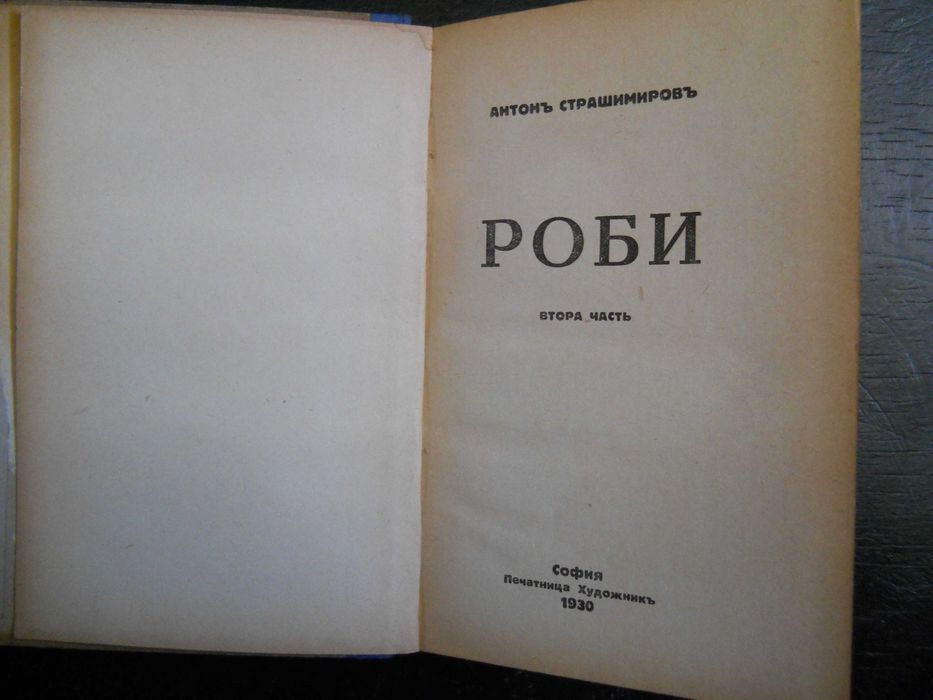 АНТОНЪ СТРАШИМИРОВЪ
РОБИ
ВТОРА ЧАСТЬ
София
Печатница Художникъ
1930